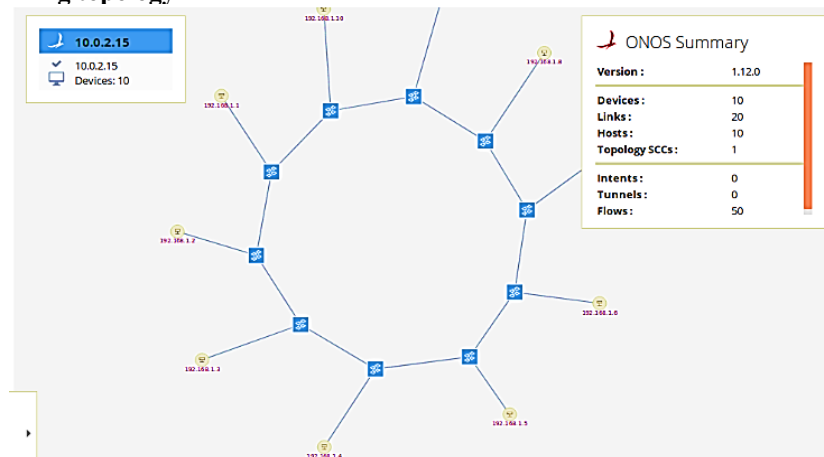 g topology
10.0.2.15
10.0.2.15
Devices: 10
ONOS Summary
Version : 1.12.0
Devices : 10
Links : 20
Hosts : 10
Topology SCCs : 1
Intents : 0
Tunnels : 0
Flows : 50
192.168.1.10
192.168.1.8
192.168.1.1
192.168.1.2
192.168.1.6
192.168.1.3
192.168.1.5
192.168.1.4